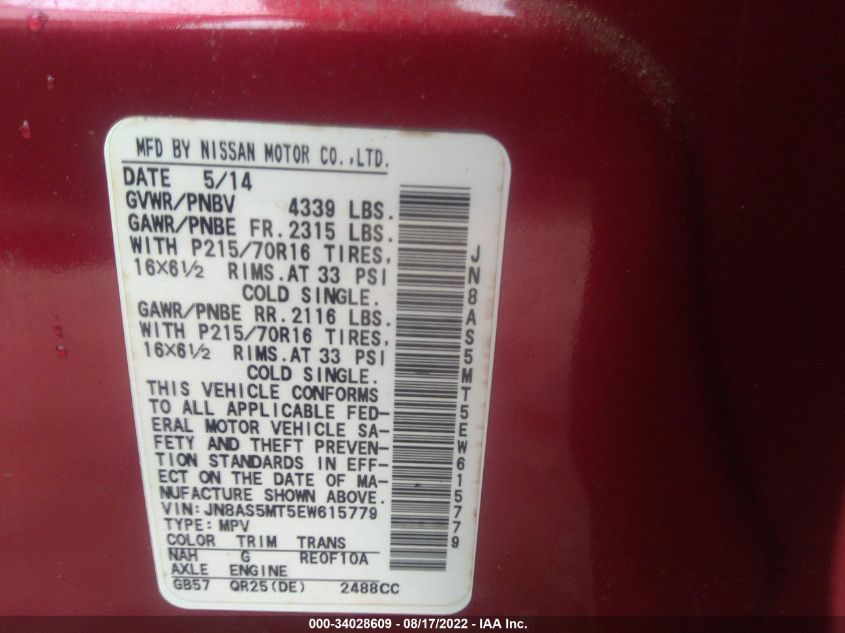 MFD BY NISSAN MOTOR CO.,LTD.
DATE 5/14
GVWR/PNBV 4339 LBS.
GAWR/PNBE FR.2315 LBS.
WITH P215/70R16 TIRES,
16×6½ RIMS.AT 33 PSI
COLD SINGLE.
GAWR/PNBE RR.2116 LBS.
WITH P215/70R16 TIRES,
16×6½ RIMS.AT 33 PSI
COLD SINGLE.
THIS VEHICLE CONFORMS
TO ALL APPLICABLE FED-
ERAL MOTOR VEHICLE SA-
FETY AND THEFT PREVEN-
TION STANDARDS IN EFF-
ECT ON THE DATE OF MA-
NUFACTURE SHOWN ABOVE.
VIN:JN8AS5MT5EW615779
TYPE:MPV
COLOR TRIM TRANS
NAH G RE0F10A
AXLE ENGINE
GB57 QR25(DE) 2488CC
JN8AS5MT5EW615779
000-34028609 - 08/17/2022 - IAA Inc.